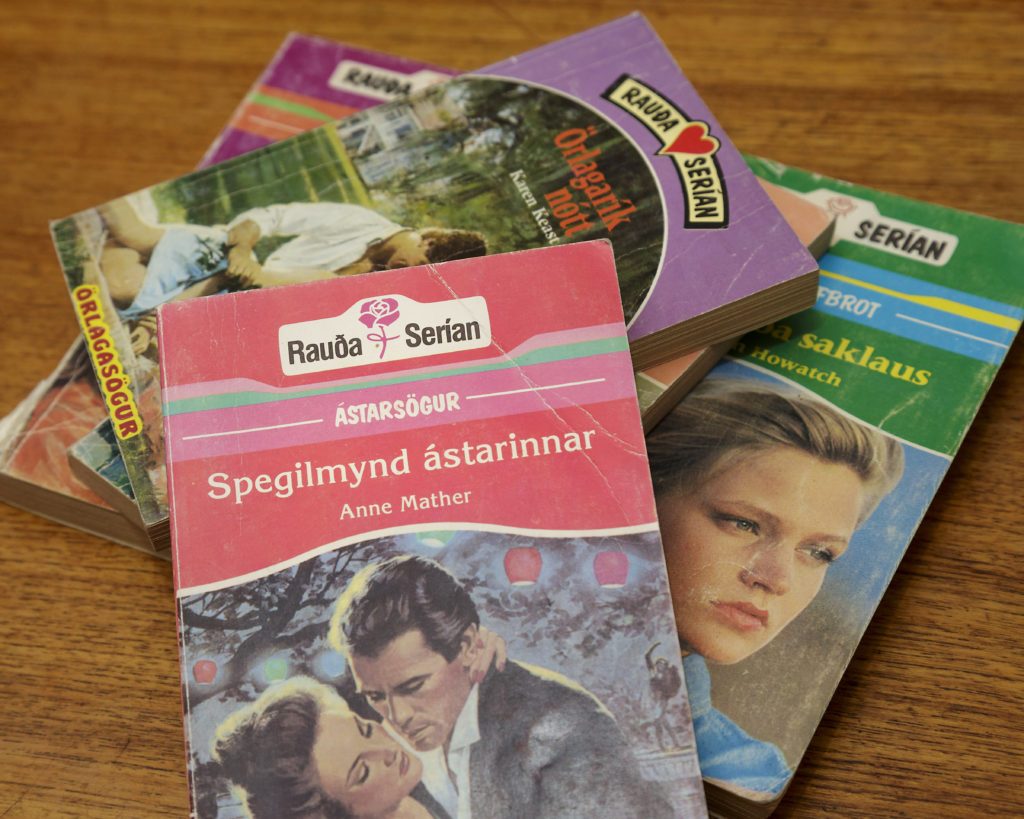 Rauða Serían
ÁSTARSÖGUR
Spegilmynd ástarinnar
Anne Mather
RAUÐA SERÍAN
Örlagarík
nótt
Karen Keast
ÖRLAGASÖGUR
RAUÐA
SERÍAN
saklaus
Howatch